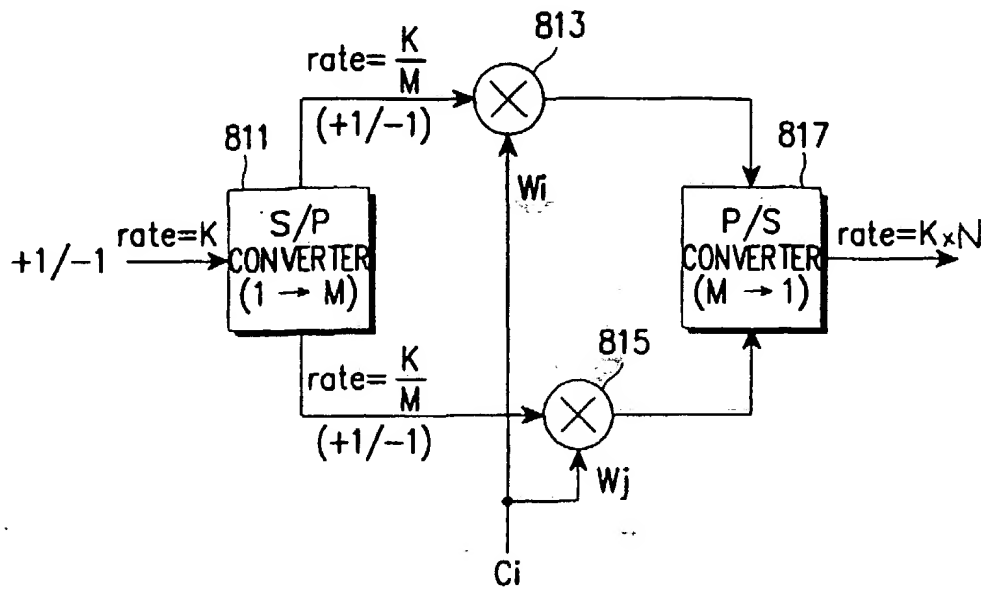 813
rate= K/M
(+1/-1)
811
817
Wi
S/P
CONVERTER
(1 → M)
P/S
CONVERTER
(M → 1)
+1/-1
rate=K
rate=K×N
815
rate= K/M
(+1/-1)
Wj
Ci